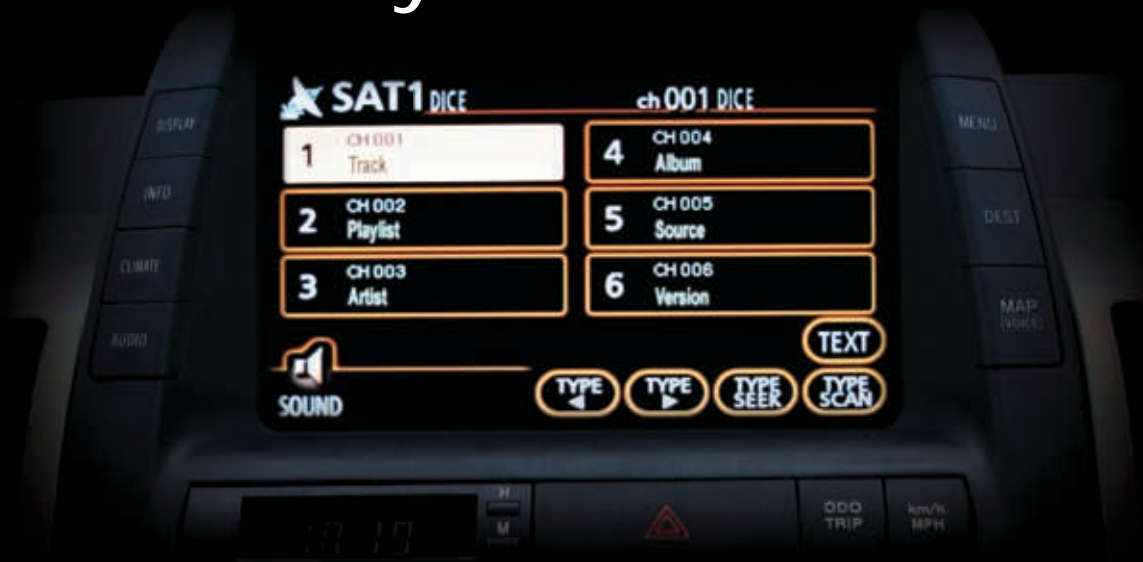 SAT1 DICE ch 001 DICE
1 CH 001 Track
2 CH 002 Playlist
3 CH 003 Artist
4 CH 004 Album
5 CH 005 Source
6 CH 006 Version
TEXT
SOUND
TYPE
TYPE
TYPE SEEK
TYPE SCAN
DISPLAY
INFO
CLIMATE
AUDIO
MENU
DEST
MAP
(VOICE)
H
M
ODO
TRIP
km/h
MPH